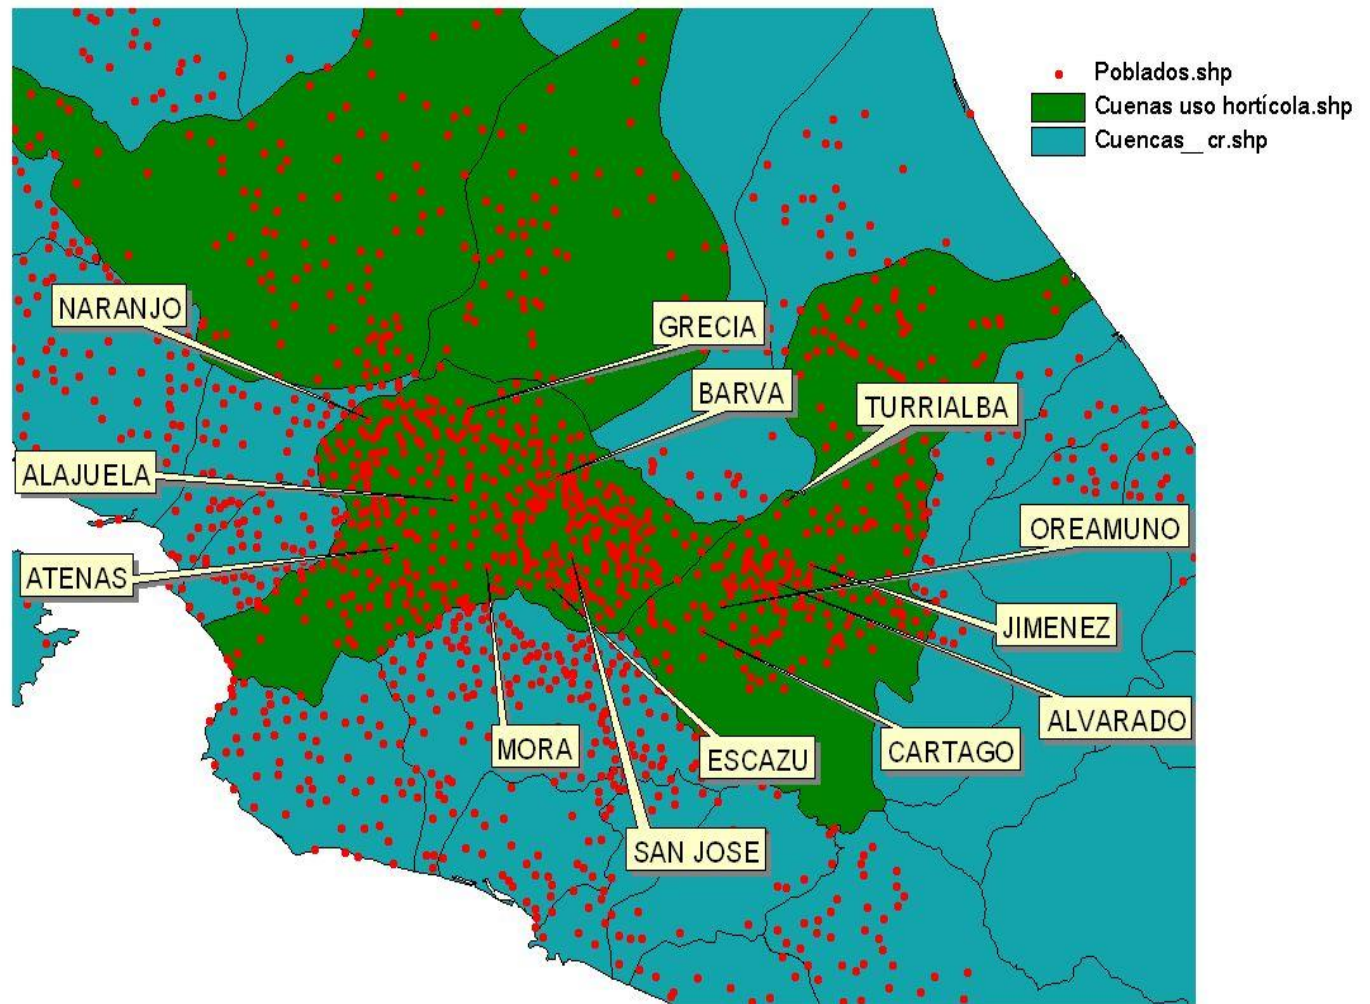 Poblados.shp
Cuenas uso hortícola.shp
Cuencas__ cr.shp
NARANJO
GRECIA
BARVA
TURRIALBA
ALAJUELA
OREAMUNO
ATENAS
JIMENEZ
ALVARADO
MORA
ESCAZU
CARTAGO
SAN JOSE